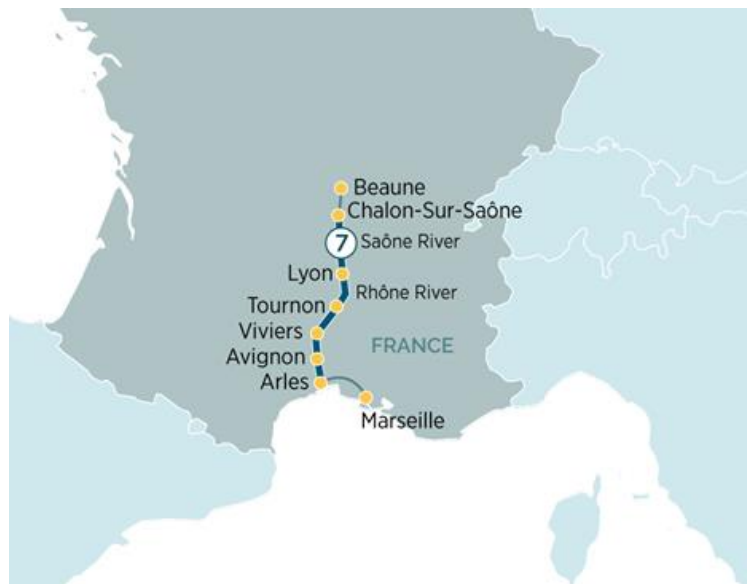 Beaune
Chalon-Sur-Saône
7
Saône River
Lyon
Rhône River
Tournon
Viviers
FRANCE
Avignon
Arles
Marseille